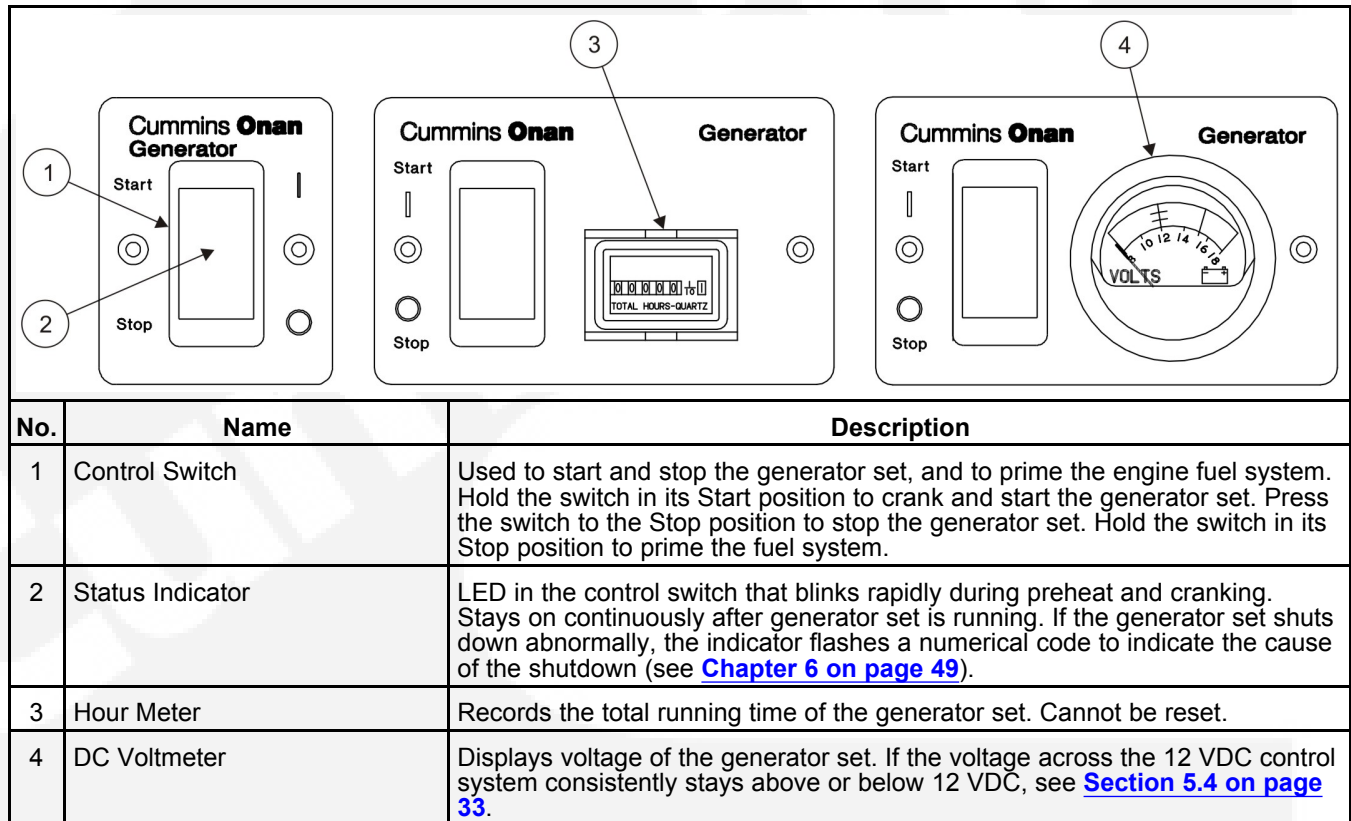 3
4
Cummins Onan
Generator
1
Start
2
Stop
Cummins Onan Generator
Start
Stop
00000 1/10 1
TOTAL HOURS-QUARTZ
Cummins Onan Generator
Start
Stop
8 10 12 14 16 18
VOLTS
- +
No. Name Description
1 Control Switch Used to start and stop the generator set, and to prime the engine fuel system.
Hold the switch in its Start position to crank and start the generator set. Press
the switch to the Stop position to stop the generator set. Hold the switch in its
Stop position to prime the fuel system.
2 Status Indicator LED in the control switch that blinks rapidly during preheat and cranking.
Stays on continuously after generator set is running. If the generator set shuts
down abnormally, the indicator flashes a numerical code to indicate the cause
of the shutdown (see Chapter 6 on page 49).
3 Hour Meter Records the total running time of the generator set. Cannot be reset.
4 DC Voltmeter Displays voltage of the generator set. If the voltage across the 12 VDC control
system consistently stays above or below 12 VDC, see Section 5.4 on page
33.